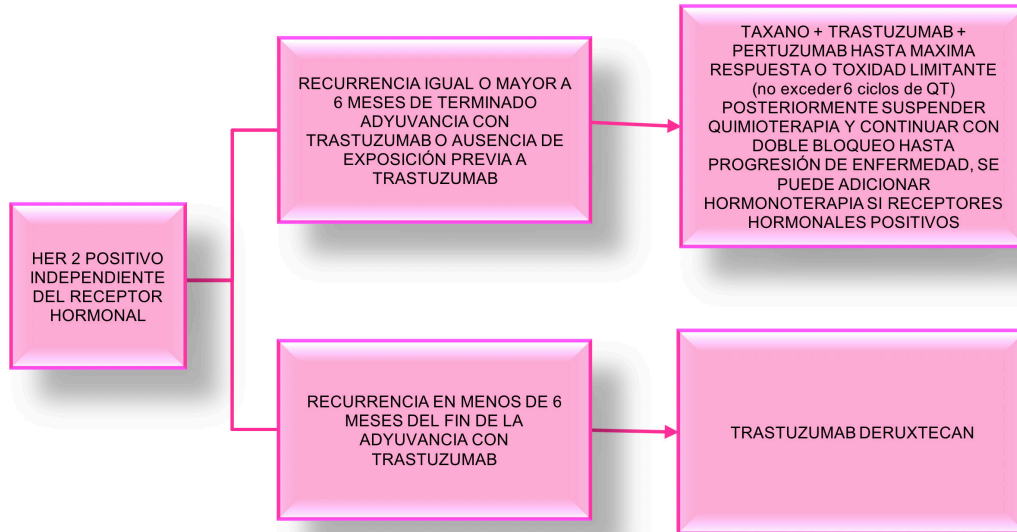 HER 2 POSITIVO
INDEPENDIENTE
DEL RECEPTOR
HORMONAL
RECURRENCIA IGUAL O MAYOR A
6 MESES DE TERMINADO
ADYUVANCIA CON
TRASTUZUMAB O AUSENCIA DE
EXPOSICIÓN PREVIA A
TRASTUZUMAB
TAXANO + TRASTUZUMAB +
PERTUZUMAB HASTA MAXIMA
RESPUESTA O TOXIDAD LIMITANTE
(no exceder 6 ciclos de QT)
POSTERIORMENTE SUSPENDER
QUIMIOTERAPIA Y CONTINUAR CON
DOBLE BLOQUEO HASTA
PROGRESIÓN DE ENFERMEDAD, SE
PUEDE ADICIONAR
HORMONOTERAPIA SI RECEPTORES
HORMONALES POSITIVOS
RECURRENCIA EN MENOS DE 6
MESES DEL FIN DE LA
ADYUVANCIA CON
TRASTUZUMAB
TRASTUZUMAB DERUXTECAN